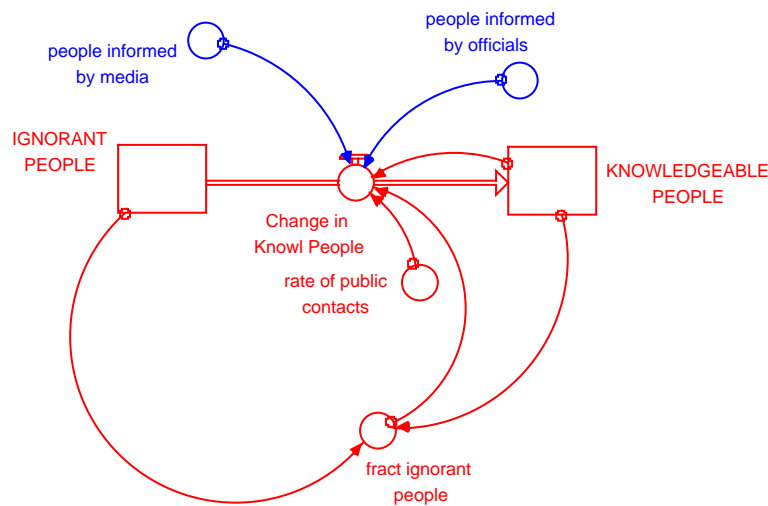 people informed
by officials
people informed
by media
IGNORANT
PEOPLE
KNOWLEDGEABLE
PEOPLE
Change in
Knowl People
rate of public
contacts
fract ignorant
people